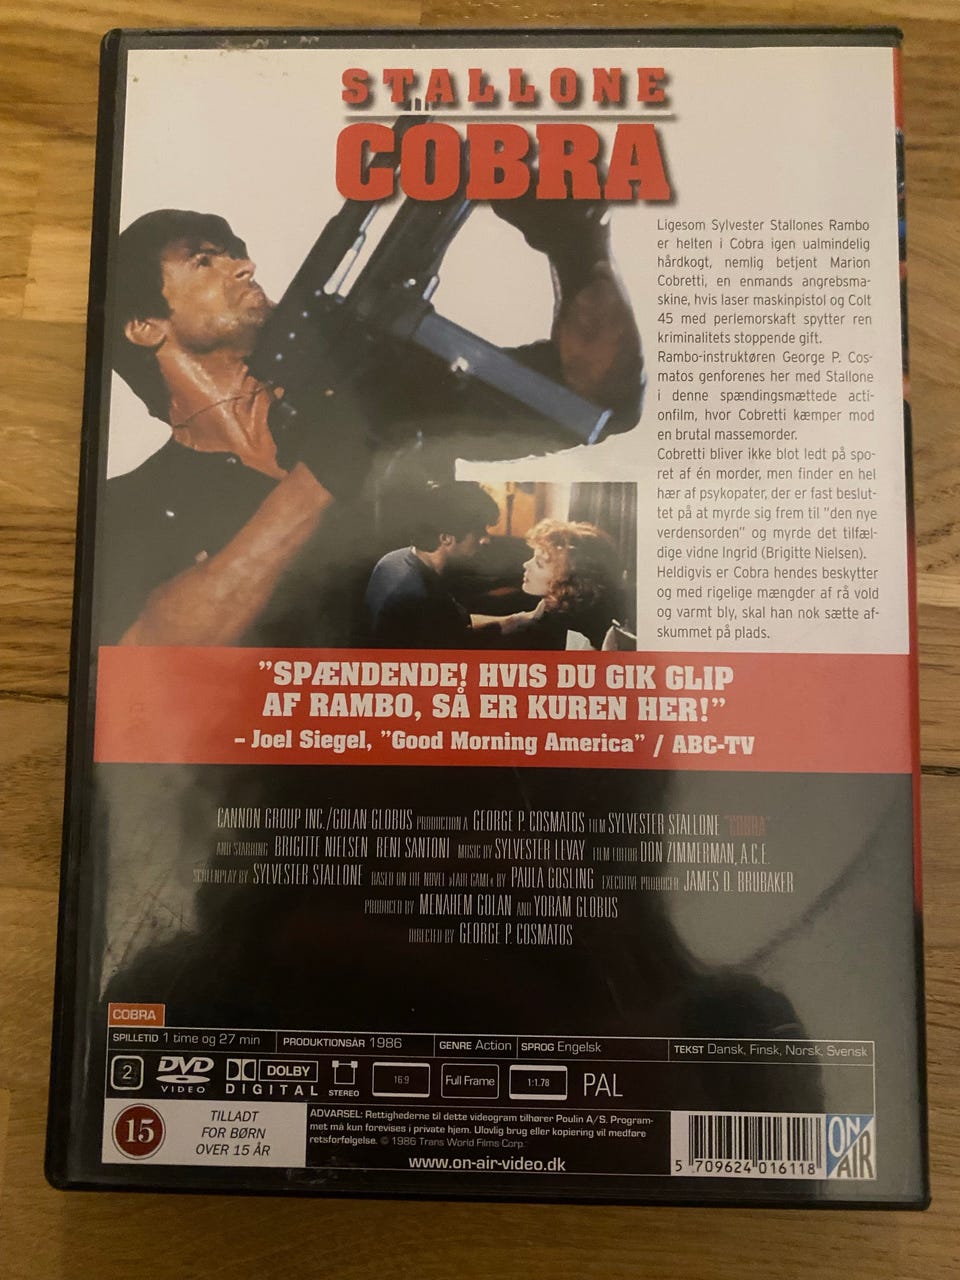 STALLONE
COBRA
Ligesom Sylvester Stallones Rambo
er helten i Cobra igen ualmindelig
hårdkogt, nemlig betjent Marion
Cobretti, en enmands angrebsma-
skine, hvis laser maskinpistol og Colt
45 med perlemorskaft spytter ren
kriminalitets stoppende gift.
Rambo-instruktøren George P. Cos-
matos genforenes her med Stallone
i denne spændingsmættede acti-
onfilm, hvor Cobretti kæmper mod
en brutal massemorder.
Cobretti bliver ikke blot ledt på spo-
ret af én morder, men finder en hel
hær af psykopater, der er fast beslut-
tet på at myrde sig frem til "den nye
verdensorden" og myrde det tilfæl-
dige vidne Ingrid (Brigitte Nielsen).
Heldigvis er Cobra hendes beskytter
og med rigelige mængder af rå vold
og varmt bly, skal han nok sætte af-
skummet på plads.
"SPÆNDENDE! HVIS DU GIK GLIP
AF RAMBO, SÅ ER KUREN HER!"
– Joel Siegel, "Good Morning America" / ABC-TV
CANNON GROUP INC./GOLAN GLOBUS PRODUCTION A GEORGE P. COSMATOS FILM SYLVESTER STALLONE "COBRA"
AND STARRING BRIGITTE NIELSEN RENI SANTONI MUSIC BY SYLVESTER LEVAY FILM EDITOR DON ZIMMERMAN, A.C.E.
SCREENPLAY BY SYLVESTER STALLONE BASED ON THE NOVEL »FAIR GAME« BY PAULA GOSLING EXECUTIVE PRODUCER JAMES D. BRUBAKER
PRODUCED BY MENAHEM GOLAN AND YORAM GLOBUS
DIRECTED BY GEORGE P. COSMATOS
COBRA
SPILLETID 1 time og 27 min PRODUKTIONSÅR 1986 GENRE Action SPROG Engelsk TEKST Dansk, Finsk, Norsk, Svensk
2 DVD VIDEO DOLBY DIGITAL STEREO 16:9 Full Frame 1:1.78 PAL
15
TILLADT
FOR BØRN
OVER 15 ÅR
ADVARSEL: Rettighederne til dette videogram tilhører Poulin A/S. Program-
met må kun forevises i private hjem. Ulovlig brug eller kopiering vil medføre
retsforfølgelse. © 1986 Trans World Films Corp.
www.on-air-video.dk
5 709624 016118
ON
AIR